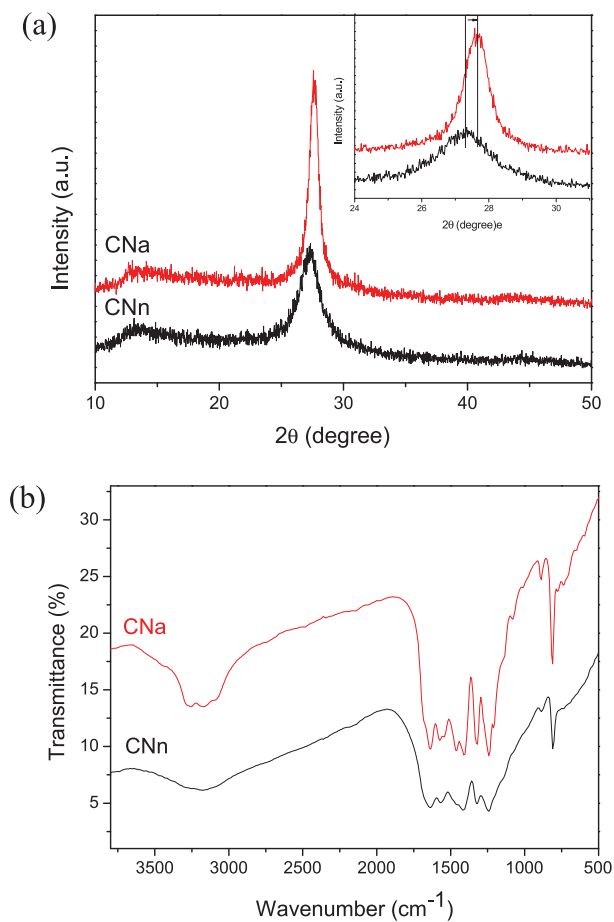 (a)
Intensity (a.u.)
CNa
CNn
10 20 30 40 50
2θ (degree)
Intensity (a.u.)
24 26 28 30
2θ (degree)e
(b)
Transmittance (%)
30
25
20
15
10
5
CNa
CNn
3500 3000 2500 2000 1500 1000 500
Wavenumber (cm⁻¹)